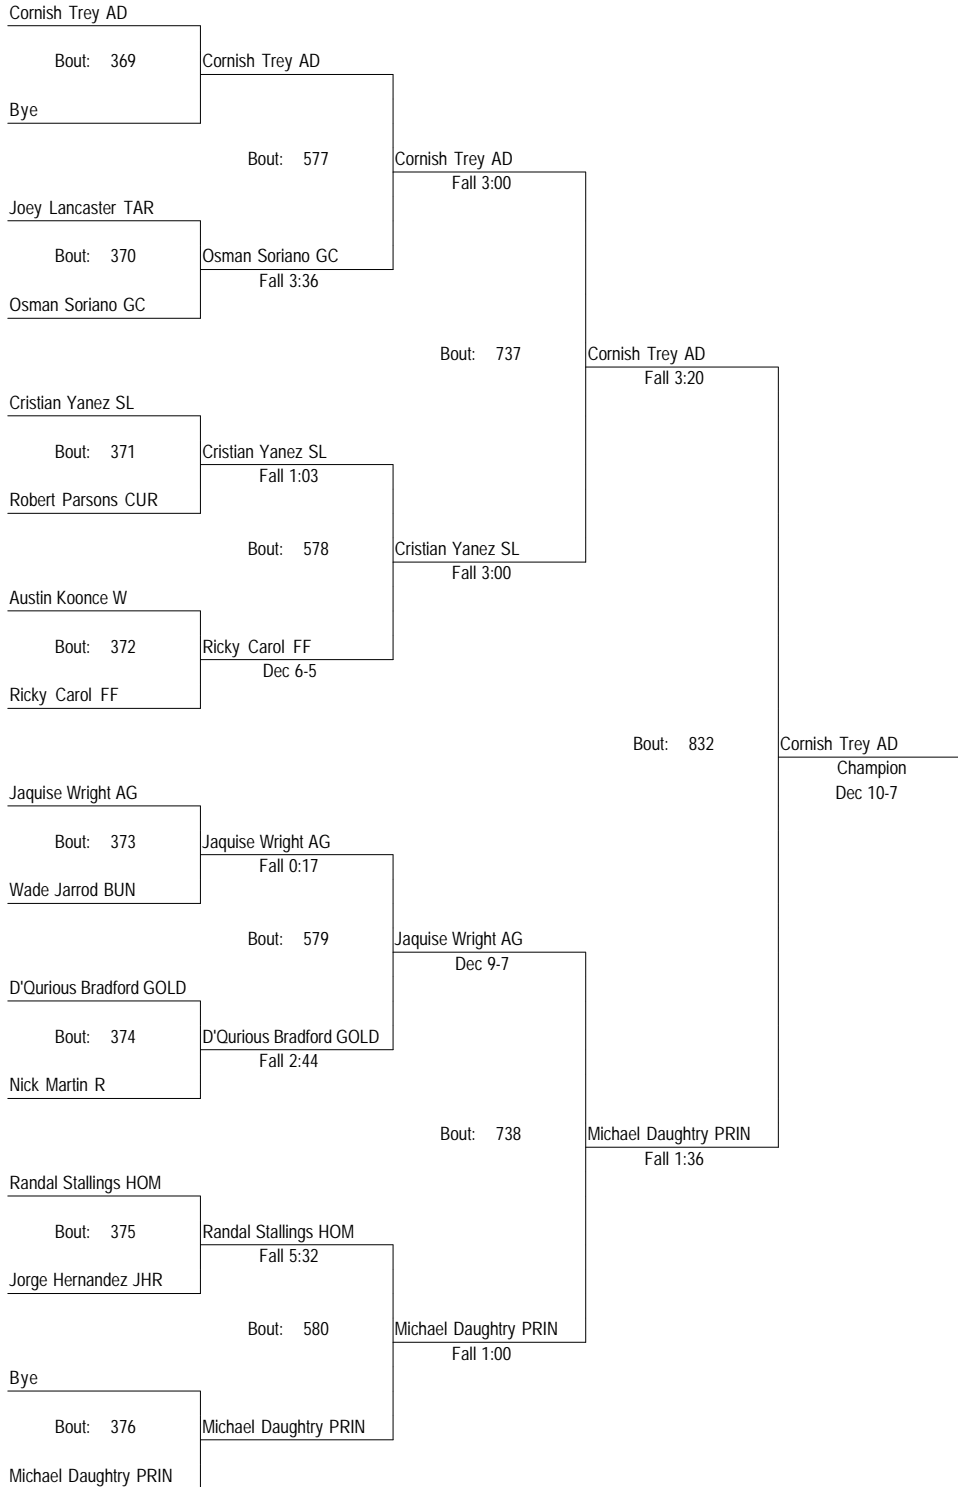 Cornish Trey AD
Bout: 369
Cornish Trey AD
Bye
Bout: 577
Cornish Trey AD
Fall 3:00
Joey Lancaster TAR
Bout: 370
Osman Soriano GC
Fall 3:36
Osman Soriano GC
Bout: 737
Cornish Trey AD
Fall 3:20
Cristian Yanez SL
Bout: 371
Cristian Yanez SL
Fall 1:03
Robert Parsons CUR
Bout: 578
Cristian Yanez SL
Fall 3:00
Austin Koonce W
Bout: 372
Ricky Carol FF
Dec 6-5
Ricky Carol FF
Bout: 832
Cornish Trey AD
Champion
Dec 10-7
Jaquise Wright AG
Bout: 373
Jaquise Wright AG
Fall 0:17
Wade Jarrod BUN
Bout: 579
Jaquise Wright AG
Dec 9-7
D'Qurious Bradford GOLD
Bout: 374
D'Qurious Bradford GOLD
Fall 2:44
Nick Martin R
Bout: 738
Michael Daughtry PRIN
Fall 1:36
Randal Stallings HOM
Bout: 375
Randal Stallings HOM
Fall 5:32
Jorge Hernandez JHR
Bout: 580
Michael Daughtry PRIN
Fall 1:00
Bye
Bout: 376
Michael Daughtry PRIN
Michael Daughtry PRIN